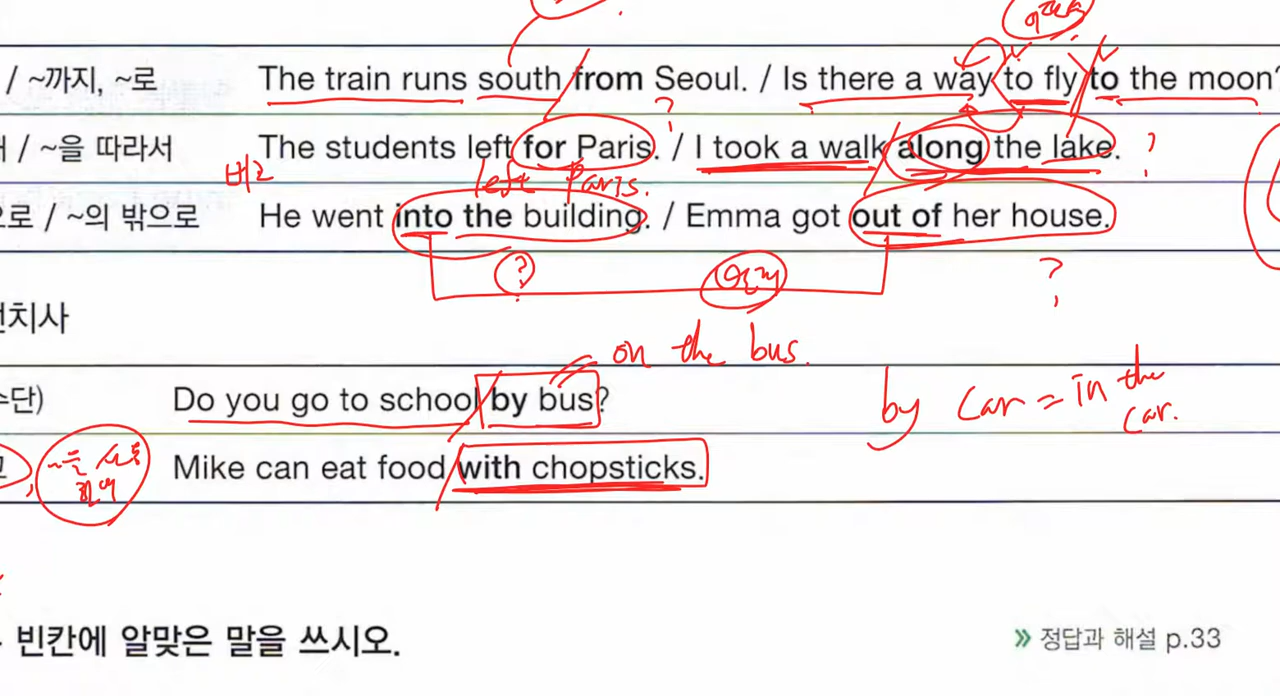 / ~까지, ~로 The train runs south from Seoul. / Is there a way to fly to the moon?
/ ~을 따라서 The students left for Paris. / I took a walk along the lake.
left Paris.
으로 / ~의 밖으로 He went into the building. / Emma got out of her house.
전치사
on the bus.
수단) Do you go to school by bus?
by car = in the car.
Mike can eat food with chopsticks.
빈칸에 알맞은 말을 쓰시오.
» 정답과 해설 p.33